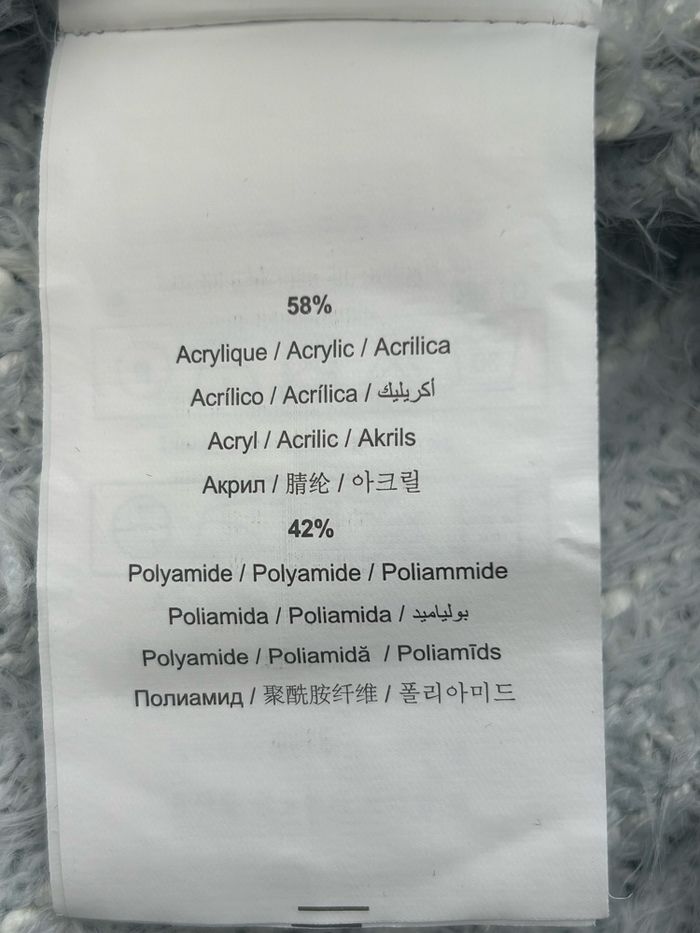 58%
Acrylique / Acrylic / Acrilica
Acrílico / Acrílica / أكريليك
Acryl / Acrilic / Akrils
Акрил / 腈纶 / 아크릴
42%
Polyamide / Polyamide / Poliammide
Poliamida / Poliamida / بولياميد
Polyamide / Poliamidă / Poliamīds
Полиамид / 聚酰胺纤维 / 폴리아미드